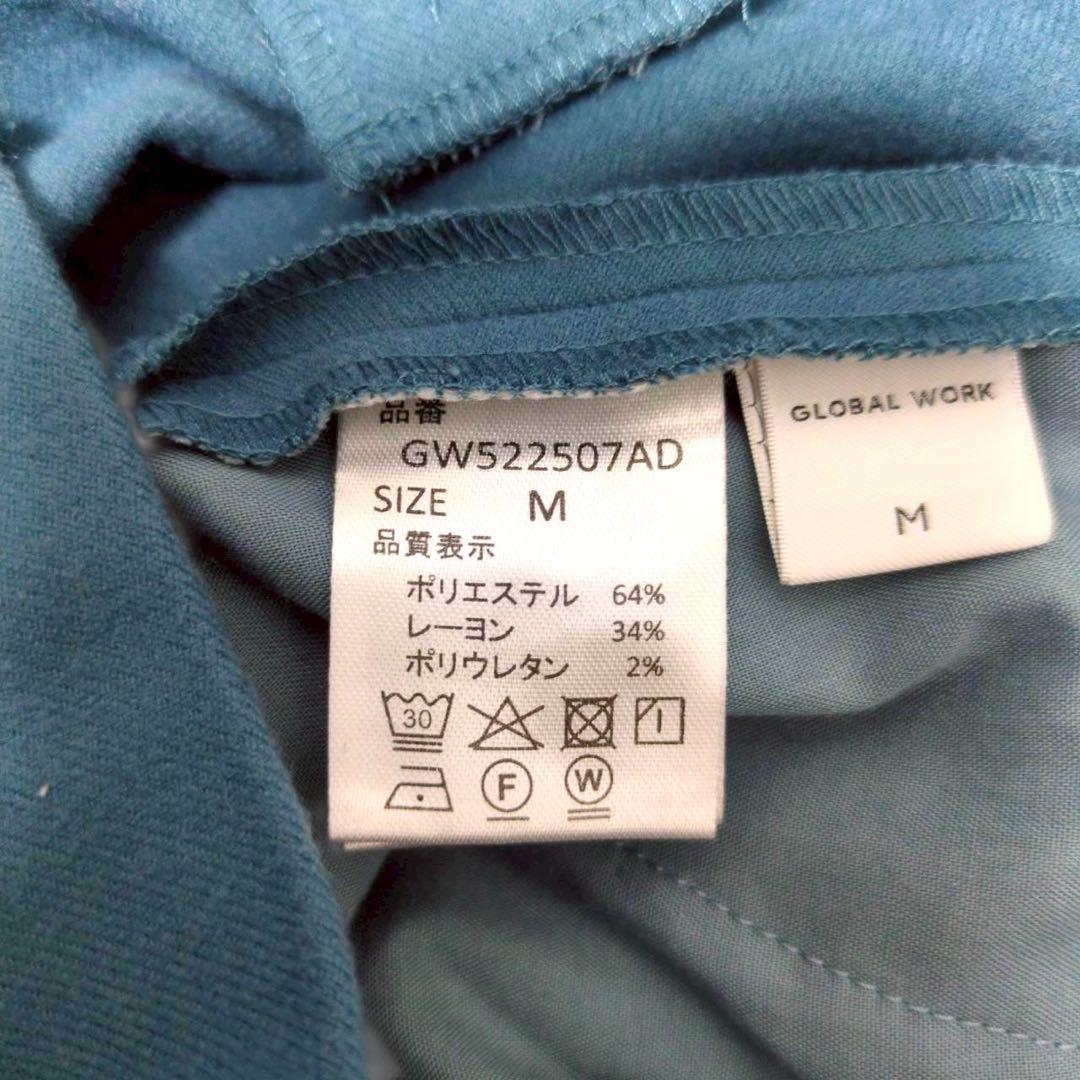 品番
GW522507AD
SIZE M
品質表示
ポリエステル 64%
レーヨン 34%
ポリウレタン 2%
30
F W
GLOBAL WORK
M